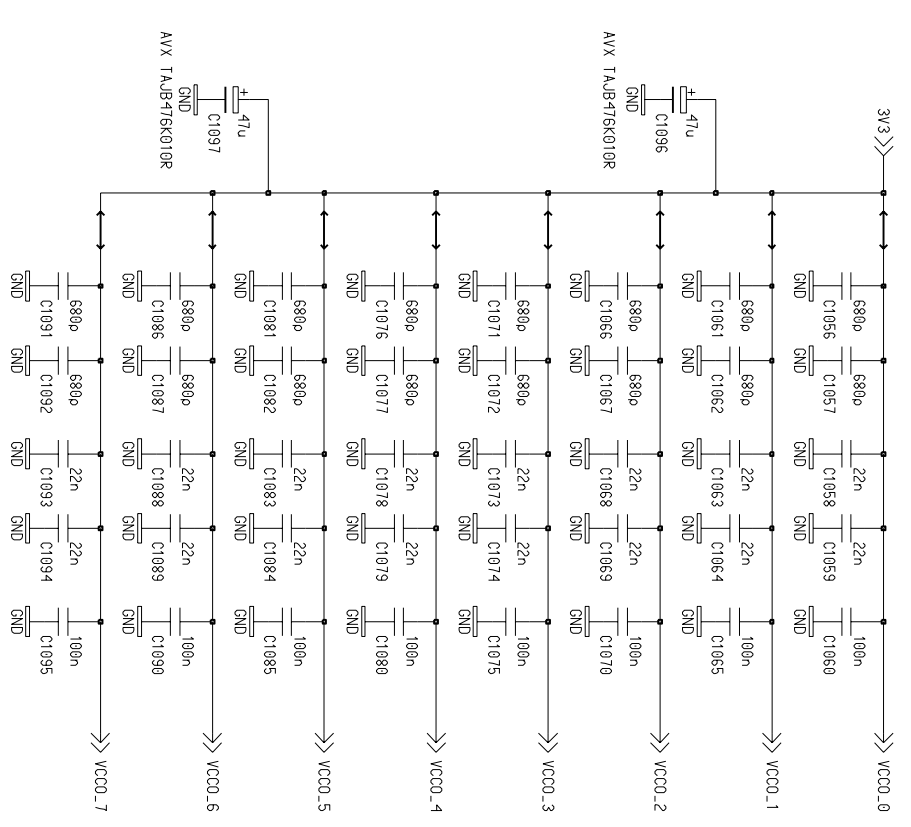 3V3
VCCO_0
680p
680p
22n
22n
100n
C1056
C1057
C1058
C1059
C1060
GND
GND
GND
GND
GND
VCCO_1
680p
680p
22n
22n
100n
C1061
C1062
C1063
C1064
C1065
GND
GND
GND
GND
GND
+
47u
C1096
GND
AVX TAJB476K010R
VCCO_2
680p
680p
22n
22n
100n
C1066
C1067
C1068
C1069
C1070
GND
GND
GND
GND
GND
VCCO_3
680p
680p
22n
22n
100n
C1071
C1072
C1073
C1074
C1075
GND
GND
GND
GND
GND
VCCO_4
680p
680p
22n
22n
100n
C1076
C1077
C1078
C1079
C1080
GND
GND
GND
GND
GND
VCCO_5
680p
680p
22n
22n
100n
C1081
C1082
C1083
C1084
C1085
GND
GND
GND
GND
GND
+
47u
C1097
GND
AVX TAJB476K010R
VCCO_6
680p
680p
22n
22n
100n
C1086
C1087
C1088
C1089
C1090
GND
GND
GND
GND
GND
VCCO_7
680p
680p
22n
22n
100n
C1091
C1092
C1093
C1094
C1095
GND
GND
GND
GND
GND